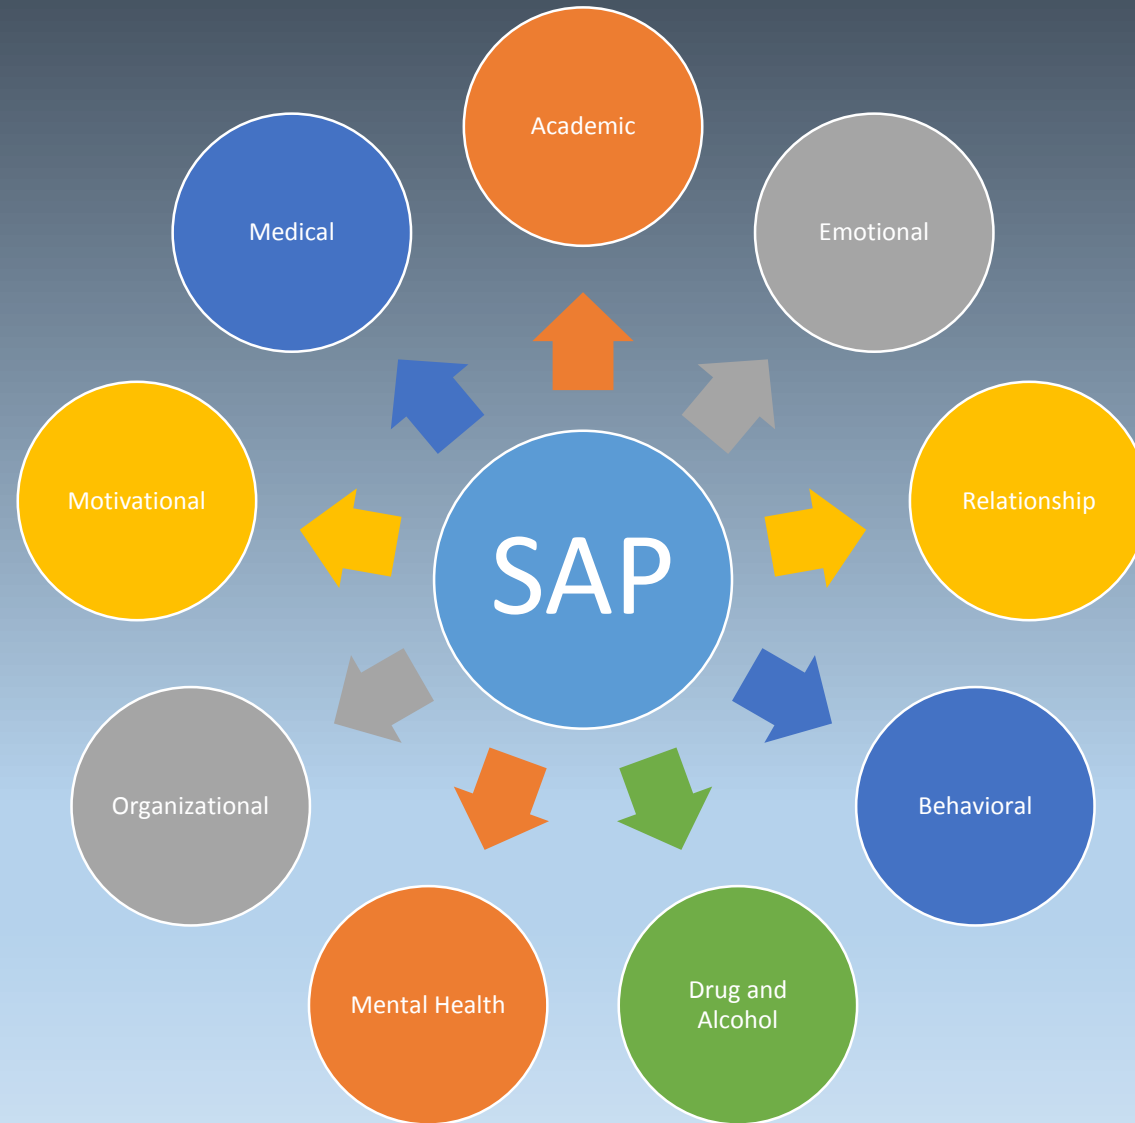 Academic
Emotional
Relationship
Behavioral
Drug and
Alcohol
Mental Health
Organizational
Motivational
Medical
SAP